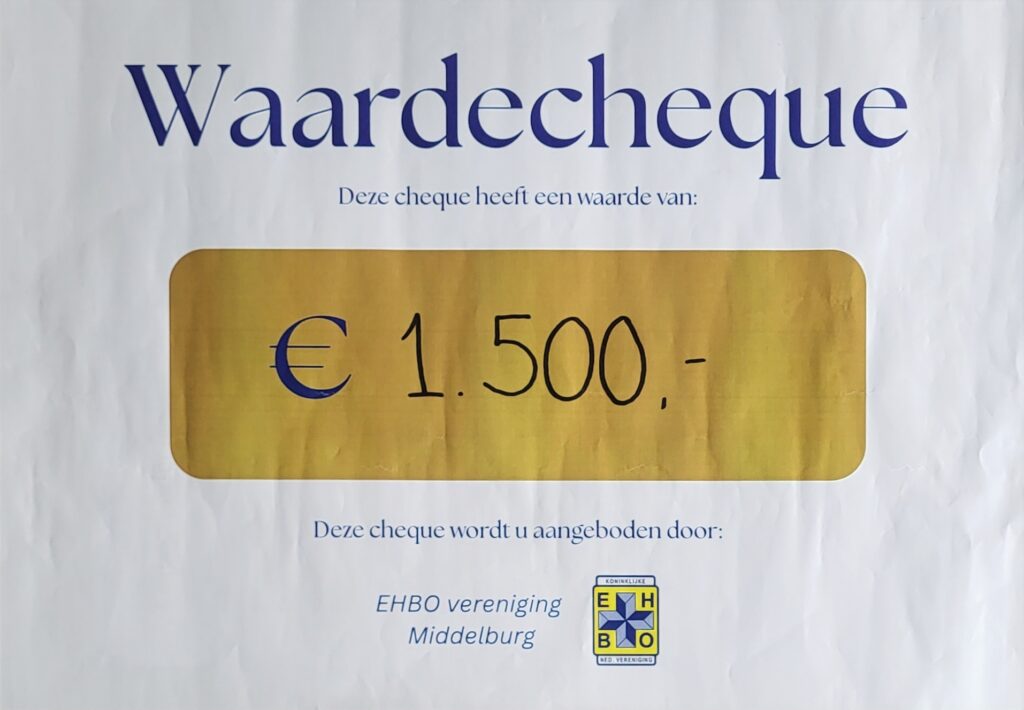 Waardecheque
Deze cheque heeft een waarde van:
€ 1.500,-
Deze cheque wordt u aangeboden door:
EHBO vereniging
Middelburg
KONINKLIJKE
E H
B O
NED. VERENIGING